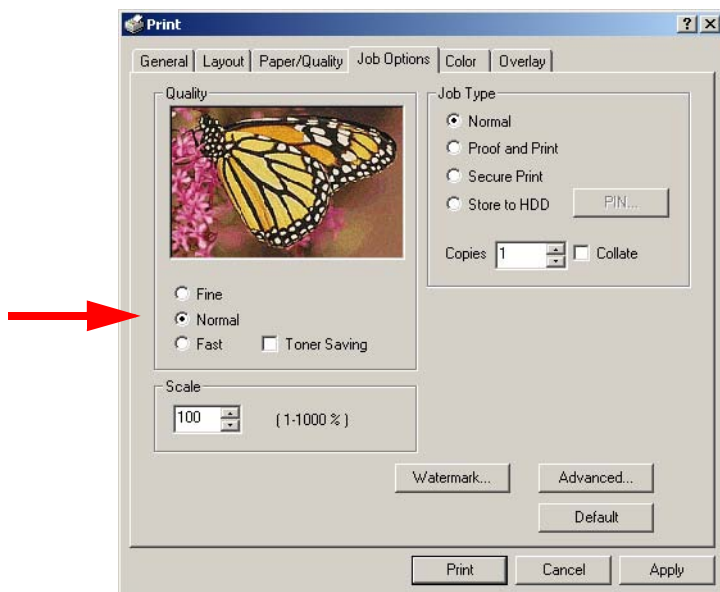 Print
General Layout Paper/Quality Job Options Color Overlay
Quality
Fine
Normal
Fast Toner Saving
Scale
100 (1-1000 %)
Job Type
Normal
Proof and Print
Secure Print
Store to HDD PIN...
Copies 1 Collate
Watermark... Advanced...
Default
Print Cancel Apply